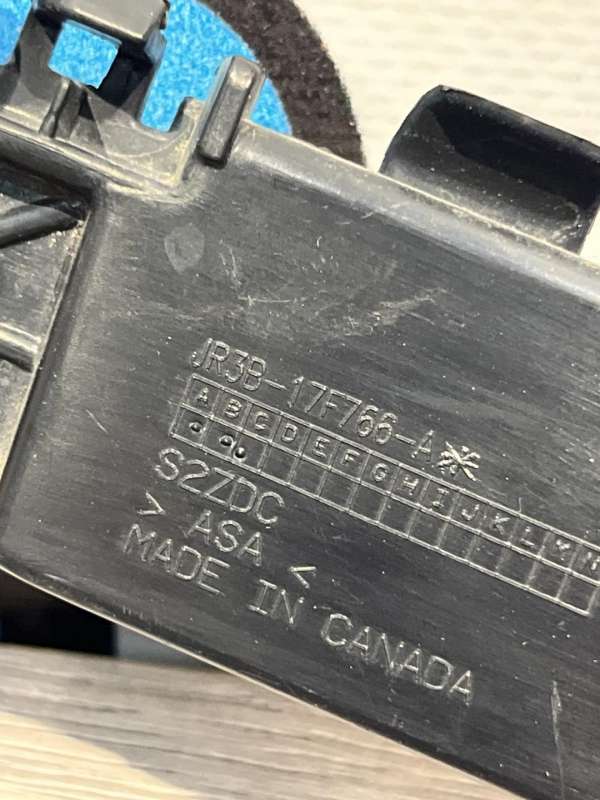 JR3B-17F766-A*
A B C D E F G H I J K L M N
S2ZDC
> ASA <
MADE IN CANADA